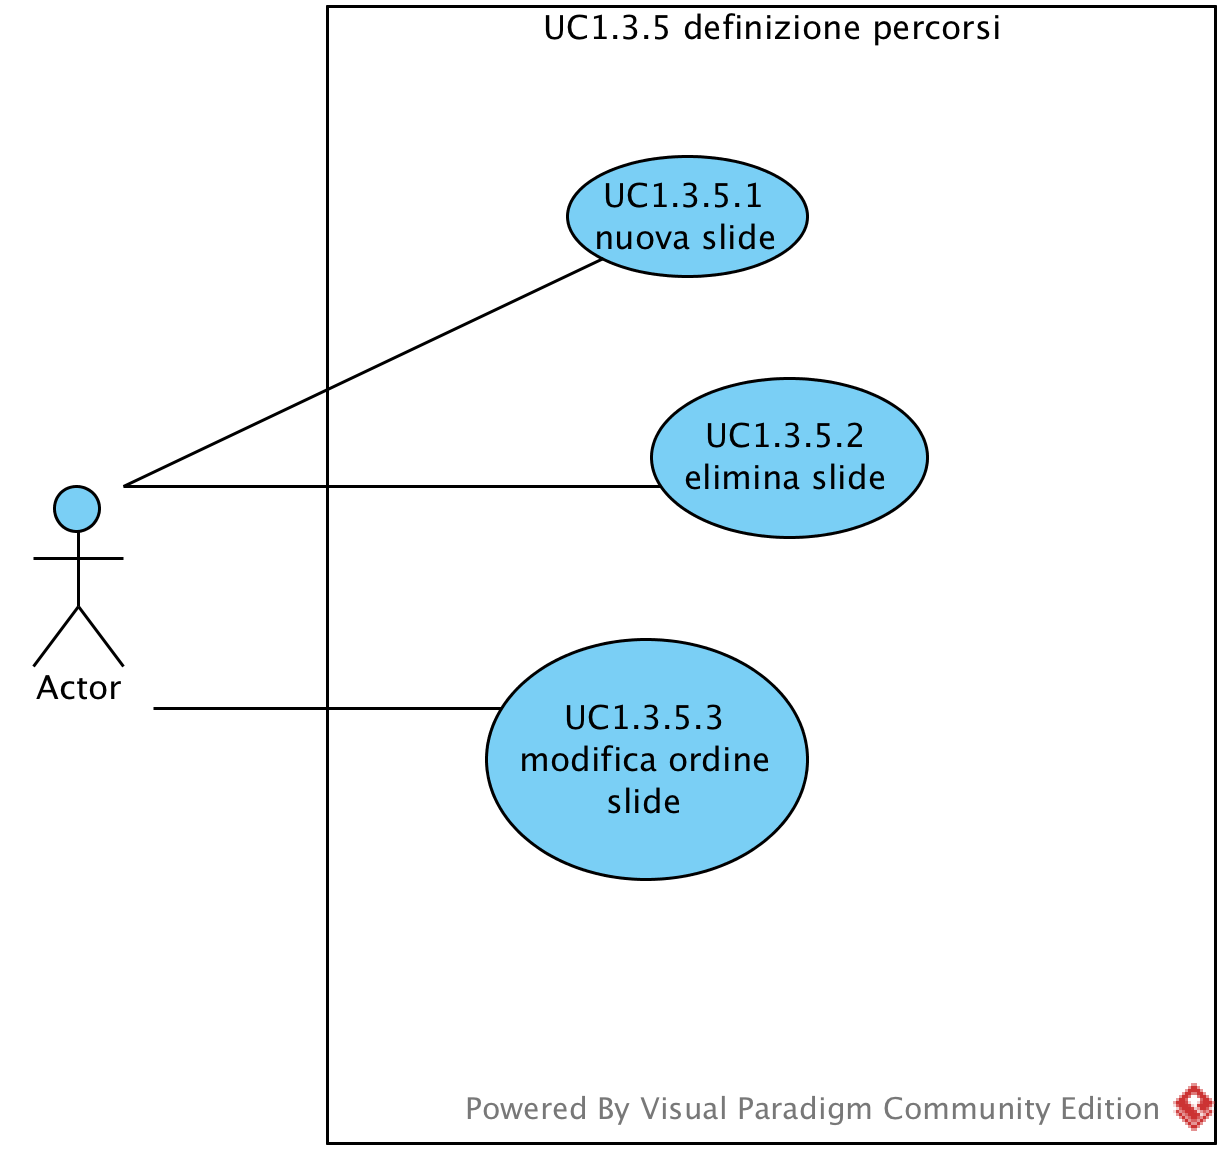 UC1.3.5 definizione percorsi
UC1.3.5.1
nuova slide
UC1.3.5.2
elimina slide
Actor
UC1.3.5.3
modifica ordine
slide
Powered By Visual Paradigm Community Edition